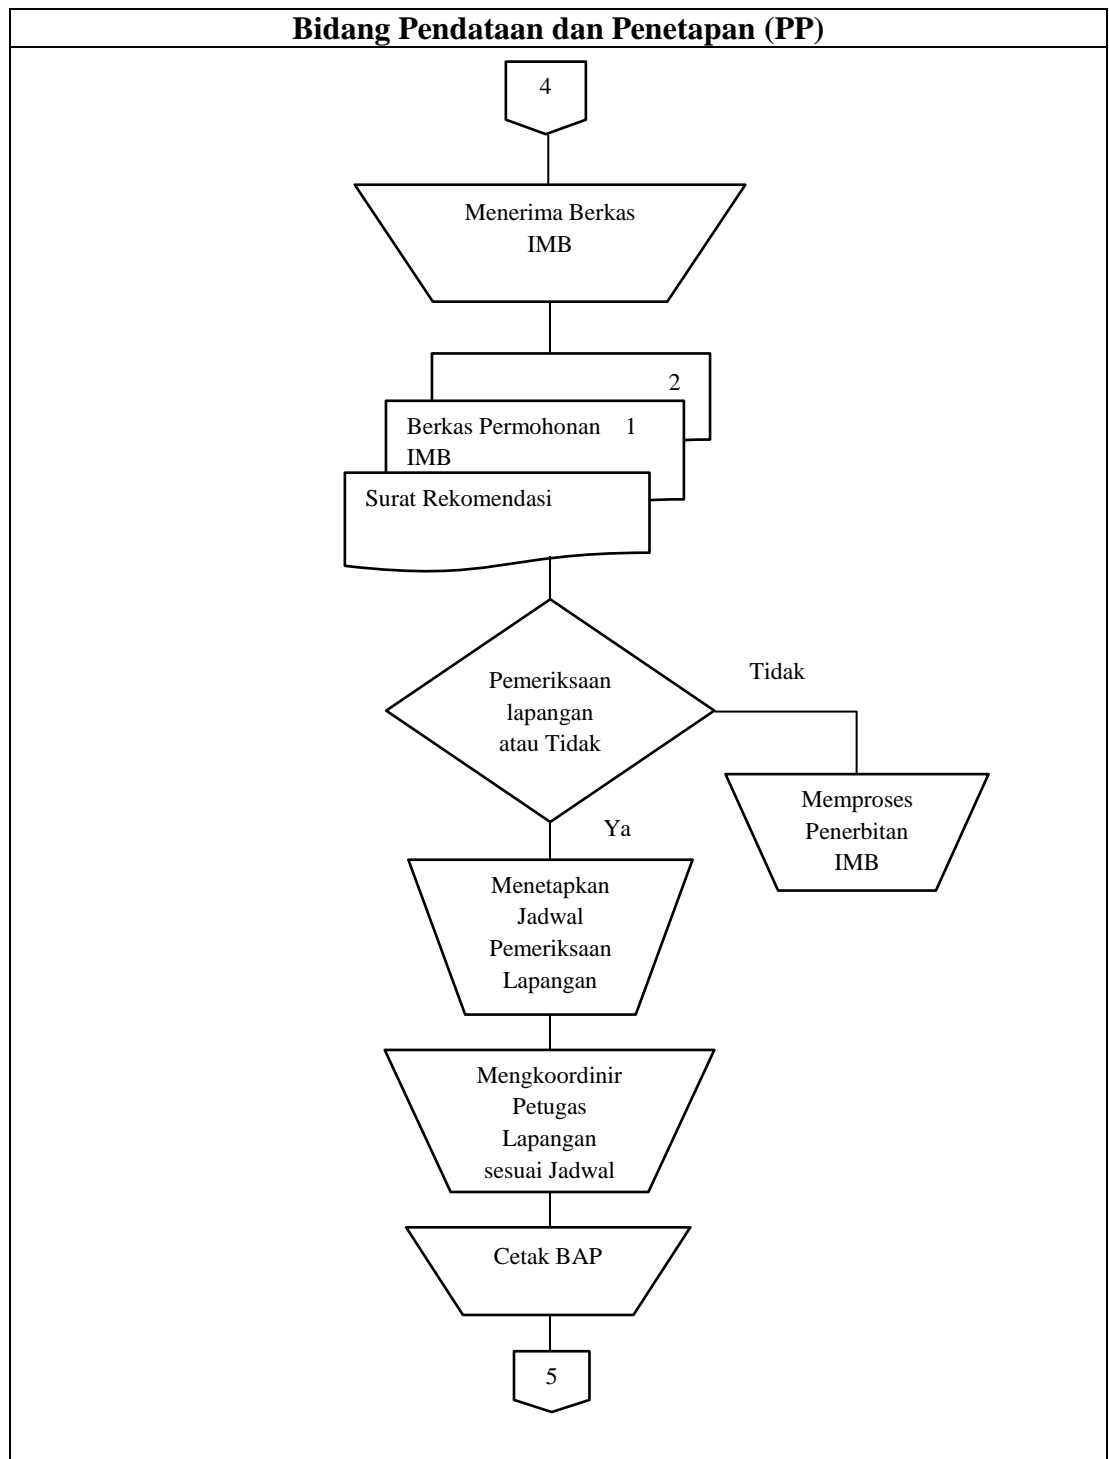 Bidang Pendataan dan Penetapan (PP)
4
Menerima Berkas
IMB
2
Berkas Permohonan 1
IMB
Surat Rekomendasi
Pemeriksaan
lapangan
atau Tidak
Tidak
Memproses
Penerbitan
IMB
Ya
Menetapkan
Jadwal
Pemeriksaan
Lapangan
Mengkoordinir
Petugas
Lapangan
sesuai Jadwal
Cetak BAP
5